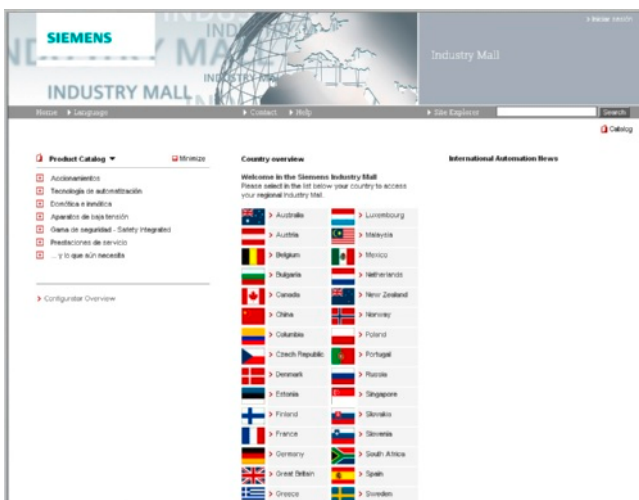 > Iniciar sesión
SIEMENS
INDUSTRY MALL
Industry Mall
Home
Language
Contact
Help
Site Explorer
Search
Catalog
Product Catalog
Minimize
Accionamientos
Tecnología de automatización
Domótica e inmótica
Aparatos de baja tensión
Gama de seguridad - Safety Integrated
Prestaciones de servicio
... y lo que aún necesita
> Configurator Overview
Country overview
Welcome in the Siemens Industry Mall
Please select in the list below your country to access
your regional Industry Mall.
> Australia
> Luxembourg
> Austria
> Malaysia
> Belgium
> Mexico
> Bulgaria
> Netherlands
> Canada
> New Zealand
> China
> Norway
> Columbia
> Poland
> Czech Republic
> Portugal
> Denmark
> Russia
> Estonia
> Singapore
> Finland
> Slovakia
> France
> Slovenia
> Germany
> South Africa
> Great Britain
> Spain
> Greece
> Sweden
International Automation News